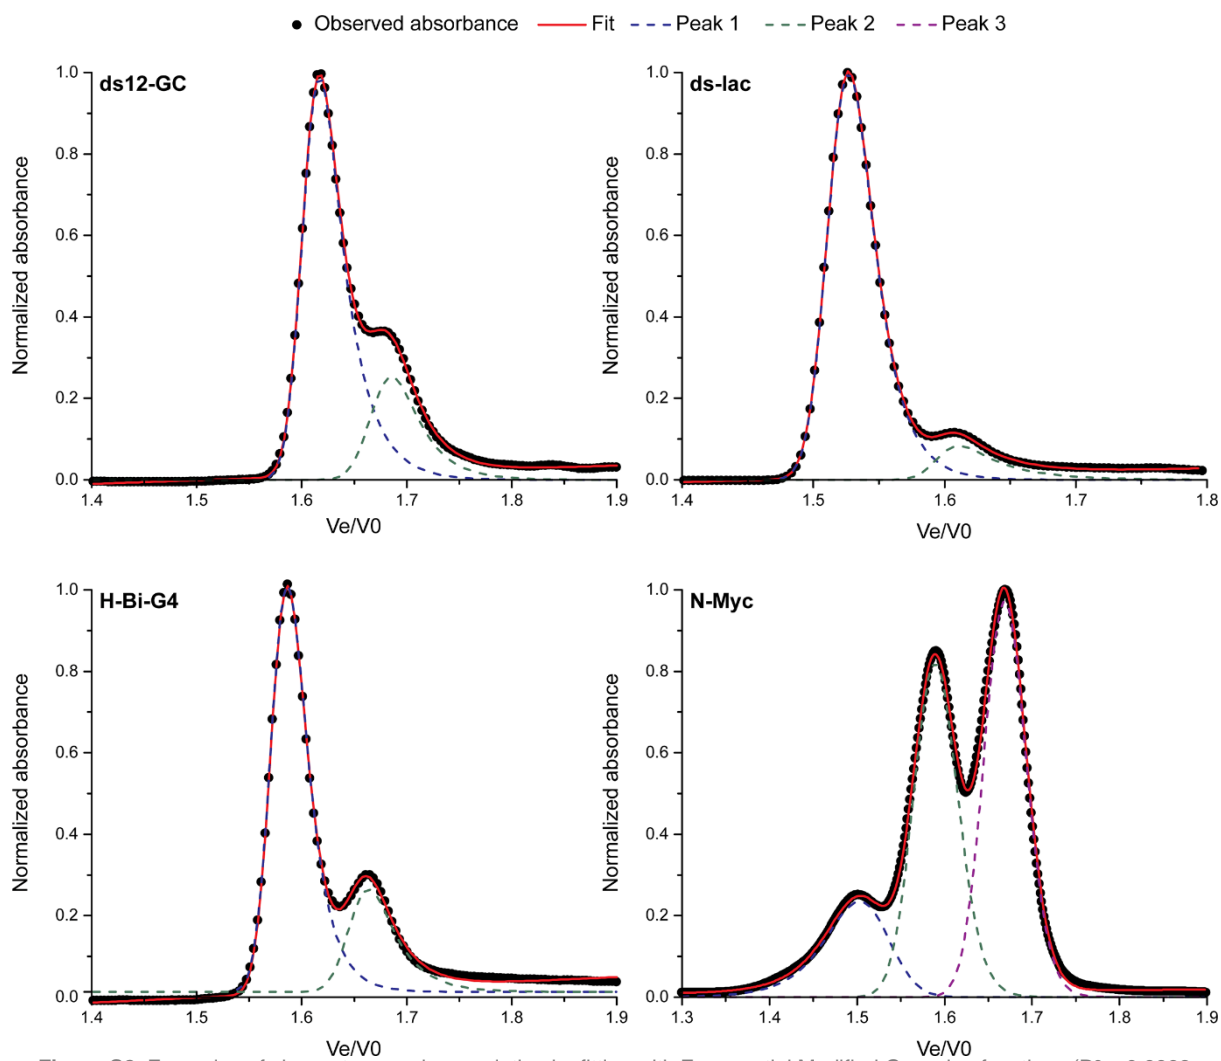 Observed absorbance Fit Peak 1 Peak 2 Peak 3
ds12-GC
Normalized absorbance
1.0
0.8
0.6
0.4
0.2
0.0
1.4 1.5 1.6 1.7 1.8 1.9
Ve/V0
ds-lac
Normalized absorbance
1.0
0.8
0.6
0.4
0.2
0.0
1.4 1.5 1.6 1.7 1.8
Ve/V0
H-Bi-G4
Normalized absorbance
1.0
0.8
0.6
0.4
0.2
0.0
1.4 1.5 1.6 1.7 1.8 1.9
Ve/V0
N-Myc
Normalized absorbance
1.0
0.8
0.6
0.4
0.2
0.0
1.3 1.4 1.5 1.6 1.7 1.8 1.9
Ve/V0